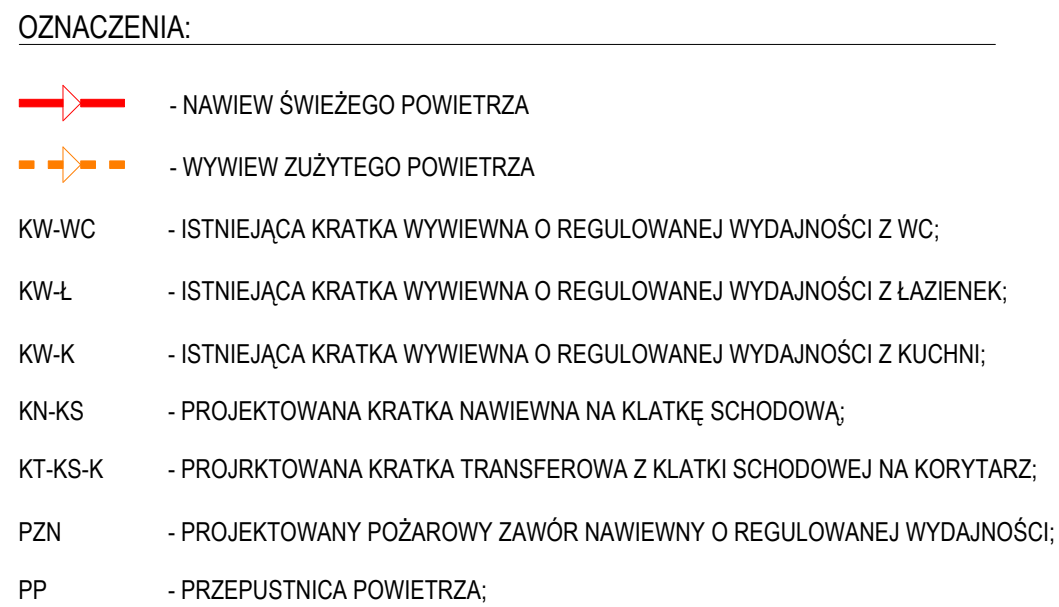 OZNACZENIA:
- NAWIEW ŚWIEŻEGO POWIETRZA
- WYWIEW ZUŻYTEGO POWIETRZA
KW-WC - ISTNIEJĄCA KRATKA WYWIEWNA O REGULOWANEJ WYDAJNOŚCI Z WC;
KW-Ł - ISTNIEJĄCA KRATKA WYWIEWNA O REGULOWANEJ WYDAJNOŚCI Z ŁAZIENEK;
KW-K - ISTNIEJĄCA KRATKA WYWIEWNA O REGULOWANEJ WYDAJNOŚCI Z KUCHNI;
KN-KS - PROJEKTOWANA KRATKA NAWIEWNA NA KLATKĘ SCHODOWĄ;
KT-KS-K - PROJRKTOWANA KRATKA TRANSFEROWA Z KLATKI SCHODOWEJ NA KORYTARZ;
PZN - PROJEKTOWANY POŻAROWY ZAWÓR NAWIEWNY O REGULOWANEJ WYDAJNOŚCI;
PP - PRZEPUSTNICA POWIETRZA;